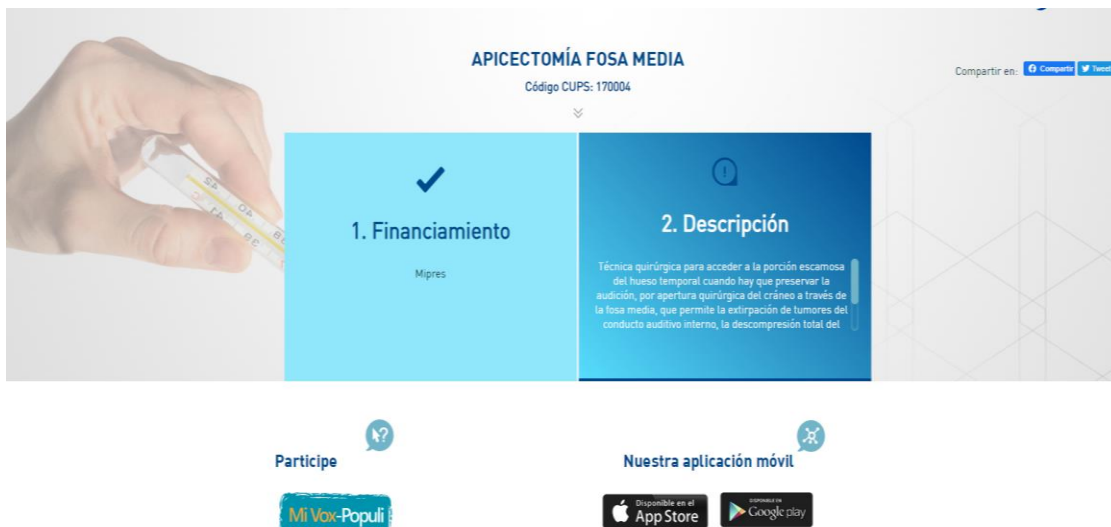 APICECTOMÍA FOSA MEDIA
Código CUPS: 170004
Compartir en:
Compartir
Tweet
1. Financiamiento
Mipres
2. Descripción
Técnica quirúrgica para acceder a la porción escamosa
del hueso temporal cuando hay que preservar la
audición, por apertura quirúrgica del cráneo a través de
la fosa media, que permite la extirpación de tumores del
conducto auditivo interno, la descompresión total del
Participe
Mi Vox-Populi
Nuestra aplicación móvil
Disponible en el
App Store
DISPONIBLE EN
Google play